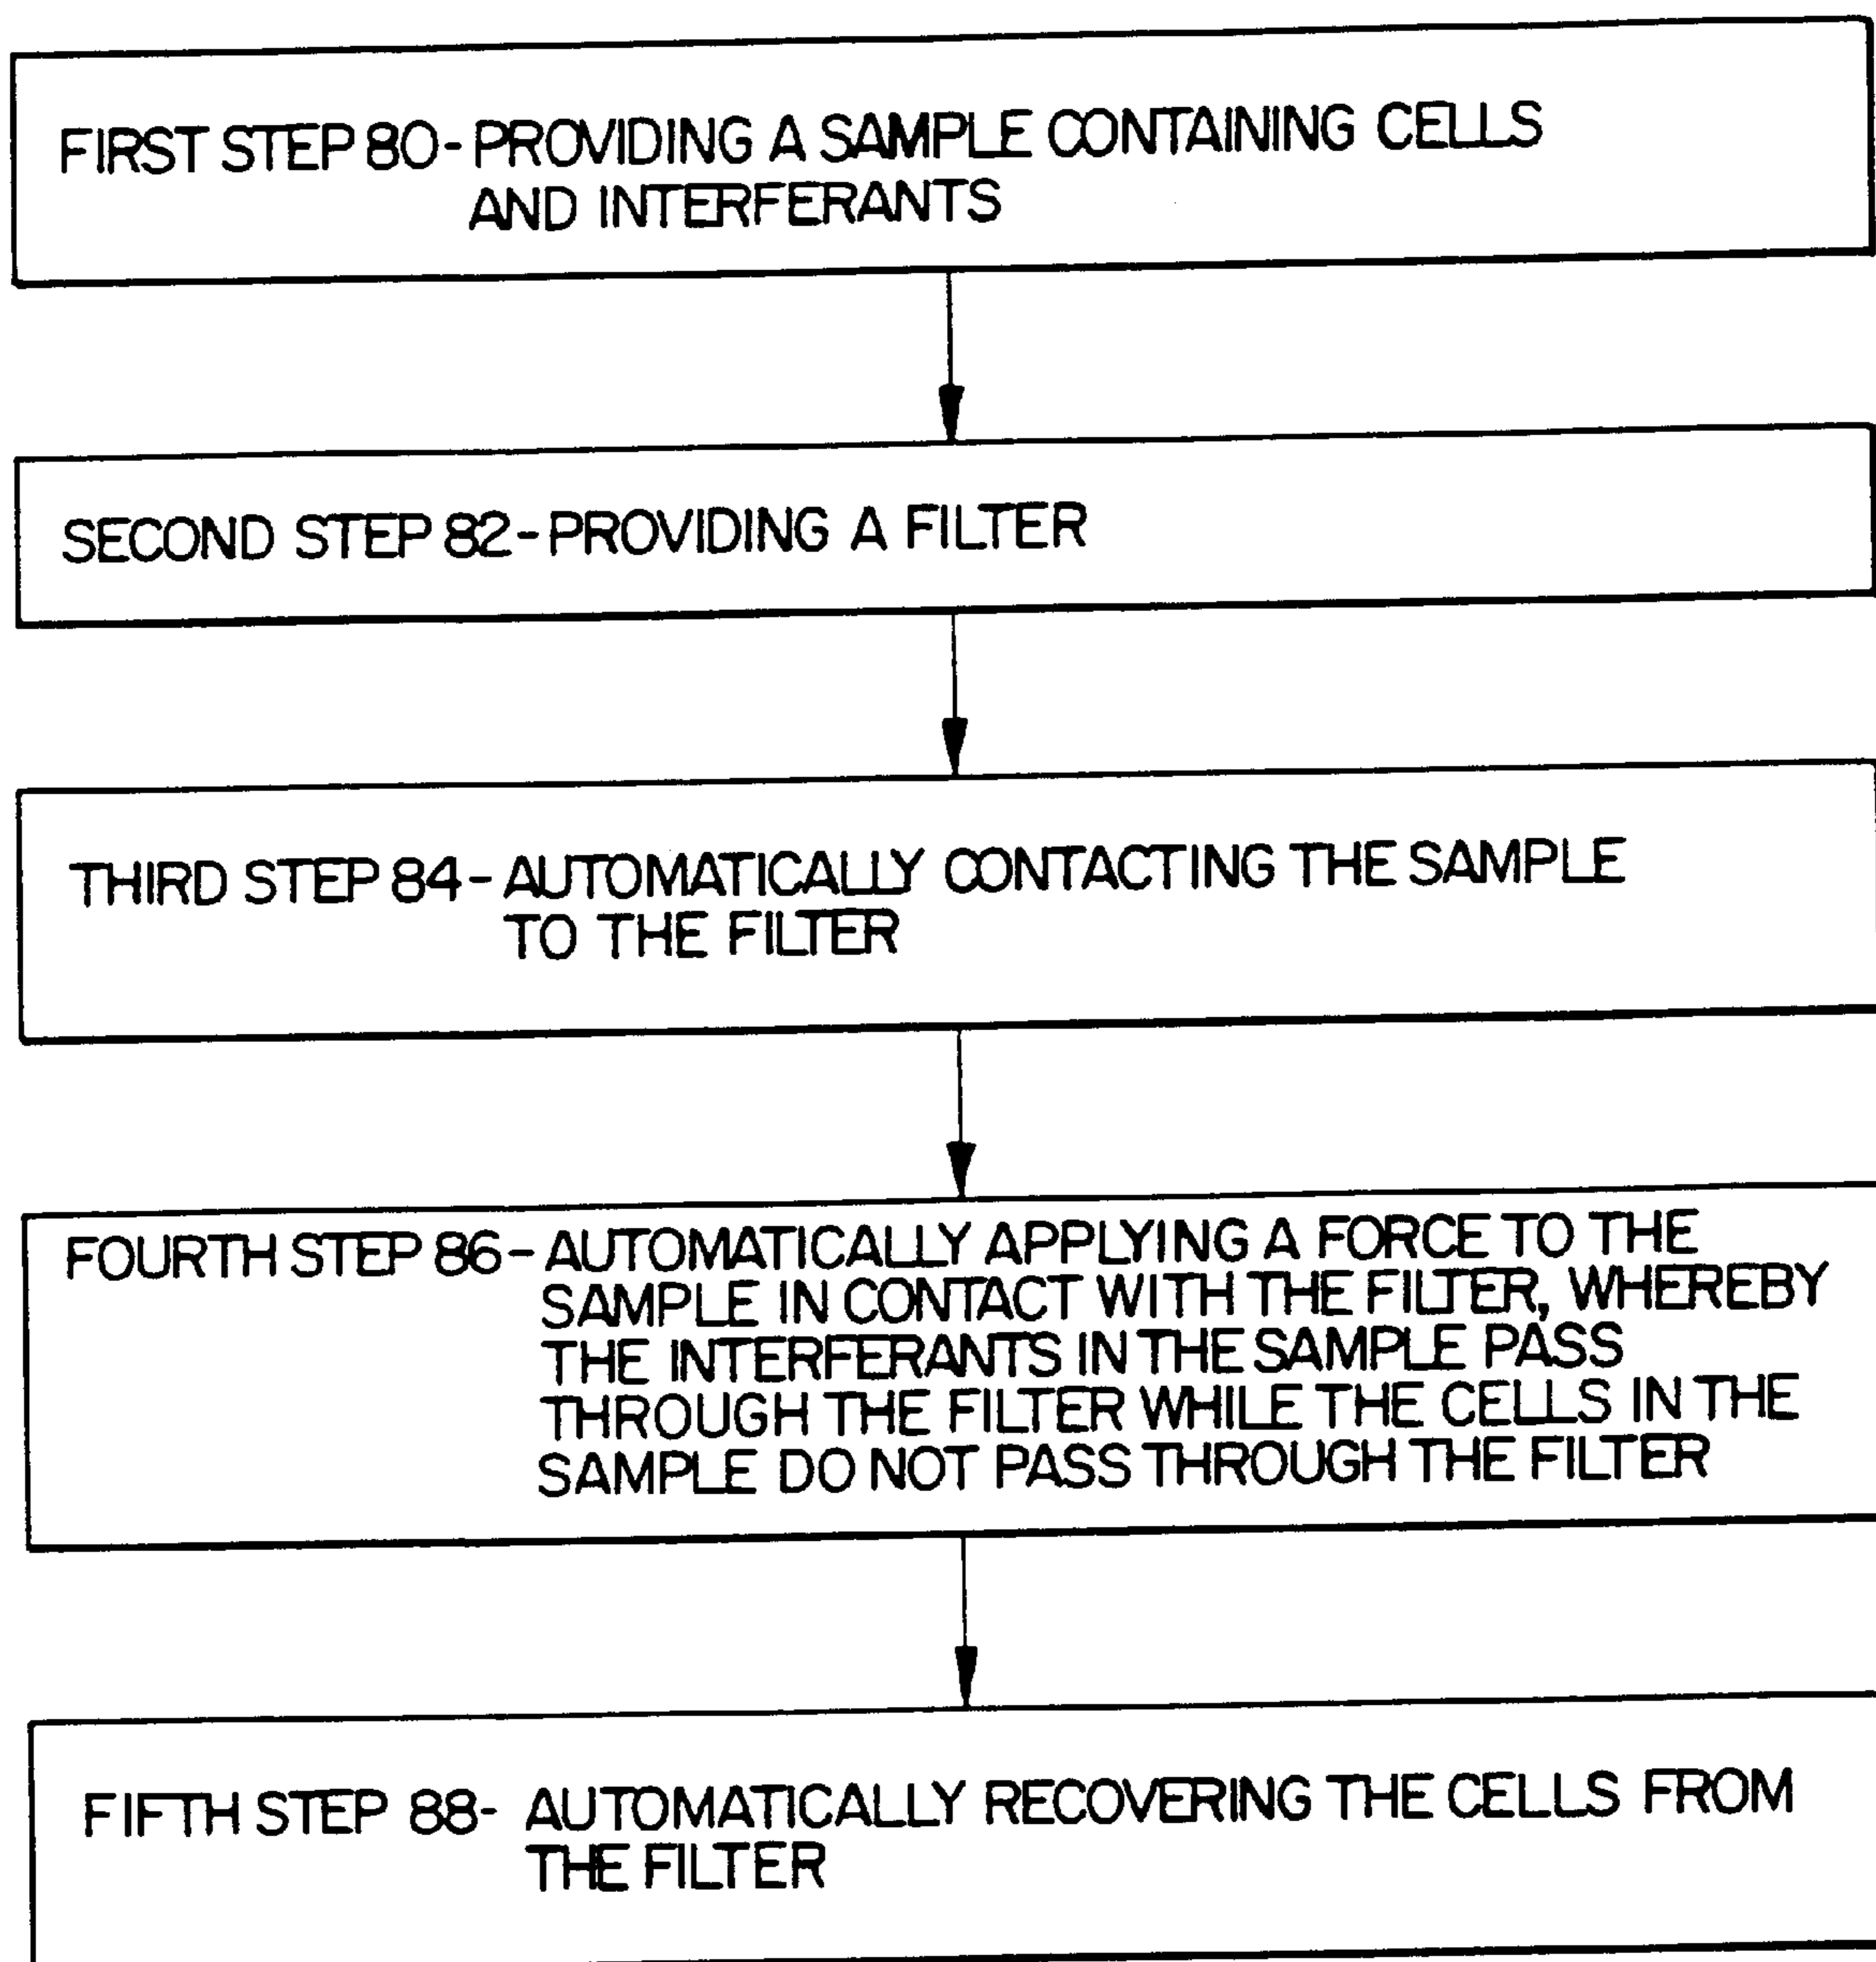 FIRST STEP 80-PROVIDING A SAMPLE CONTAINING CELLS
AND INTERFERANTS
SECOND STEP 82-PROVIDING A FILTER
THIRD STEP 84-AUTOMATICALLY CONTACTING THE SAMPLE
TO THE FILTER
FOURTH STEP 86-AUTOMATICALLY APPLYING A FORCE TO THE
SAMPLE IN CONTACT WITH THE FILTER, WHEREBY
THE INTERFERANTS IN THE SAMPLE PASS
THROUGH THE FILTER WHILE THE CELLS IN THE
SAMPLE DO NOT PASS THROUGH THE FILTER
FIFTH STEP 88- AUTOMATICALLY RECOVERING THE CELLS FROM
THE FILTER